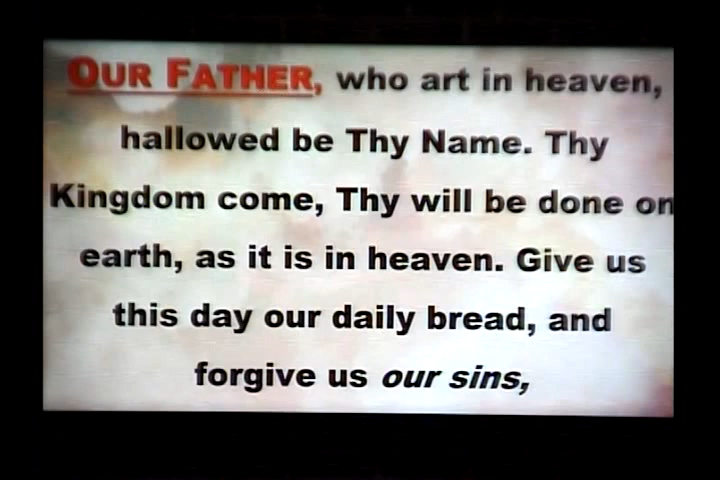 OUR FATHER, who art in heaven,
hallowed be Thy Name. Thy
Kingdom come, Thy will be done on
earth, as it is in heaven. Give us
this day our daily bread, and
forgive us our sins,